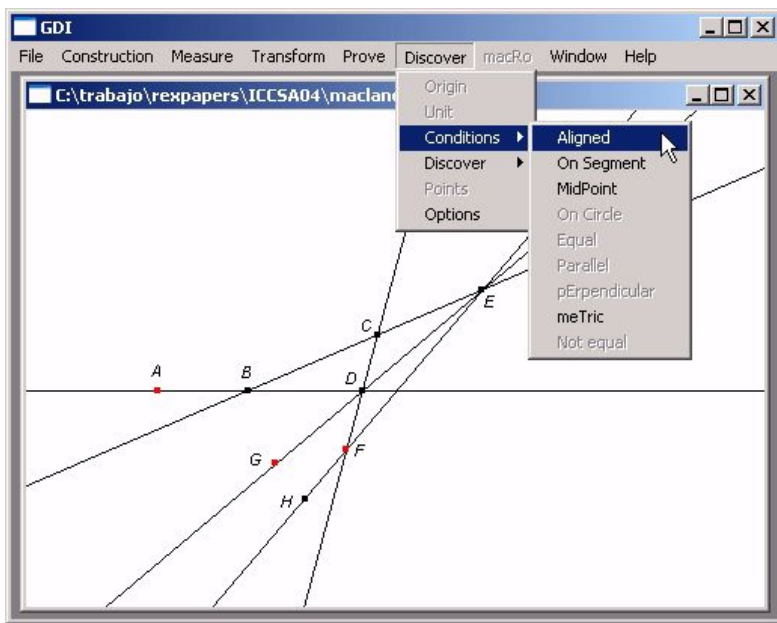 GDI
File Construction Measure Transform Prove Discover macRo Window Help
C:\trabajo\rexpapers\ICCSA04\maclan
Origin
Unit
Conditions
Discover
Points
Options
Aligned
On Segment
MidPoint
On Circle
Equal
Parallel
pErpendicular
meTric
Not equal
E
C
A B D
G F
H